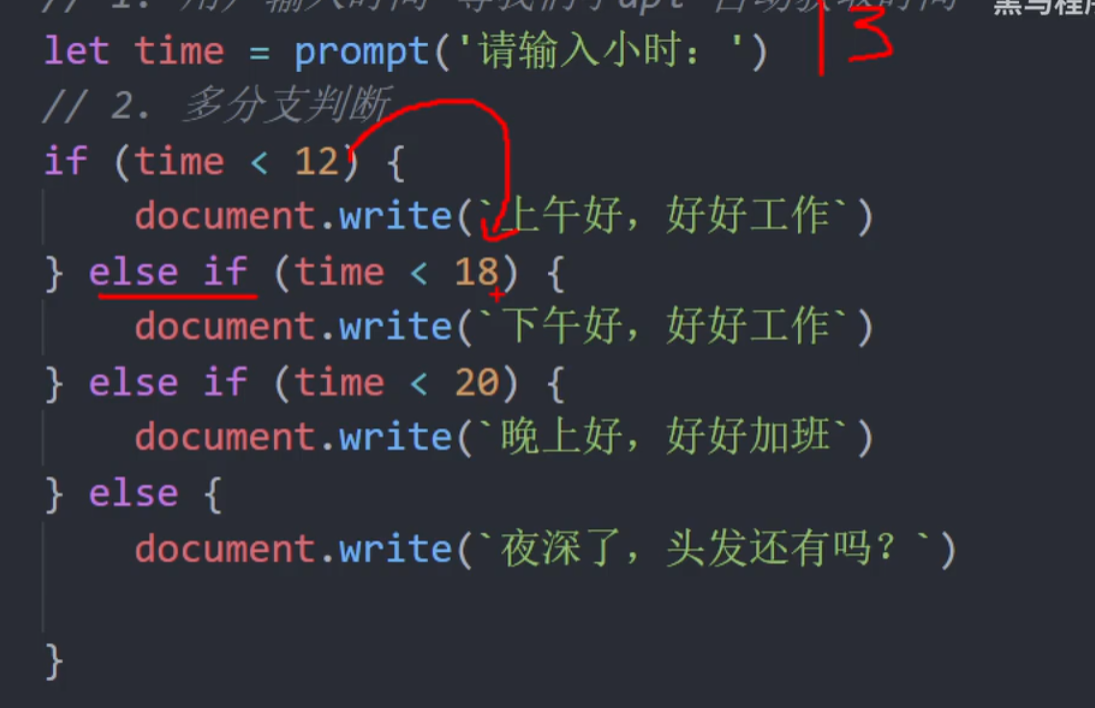 // 1. 用户输入时间 等我们学api 自动获取时间 黑马程序
let time = prompt('请输入小时：') 13
// 2. 多分支判断
if (time < 12) {
document.write(`上午好，好好工作`)
} else if (time < 18) {
document.write(`下午好，好好工作`)
} else if (time < 20) {
document.write(`晚上好，好好加班`)
} else {
document.write(`夜深了，头发还有吗？`)
}